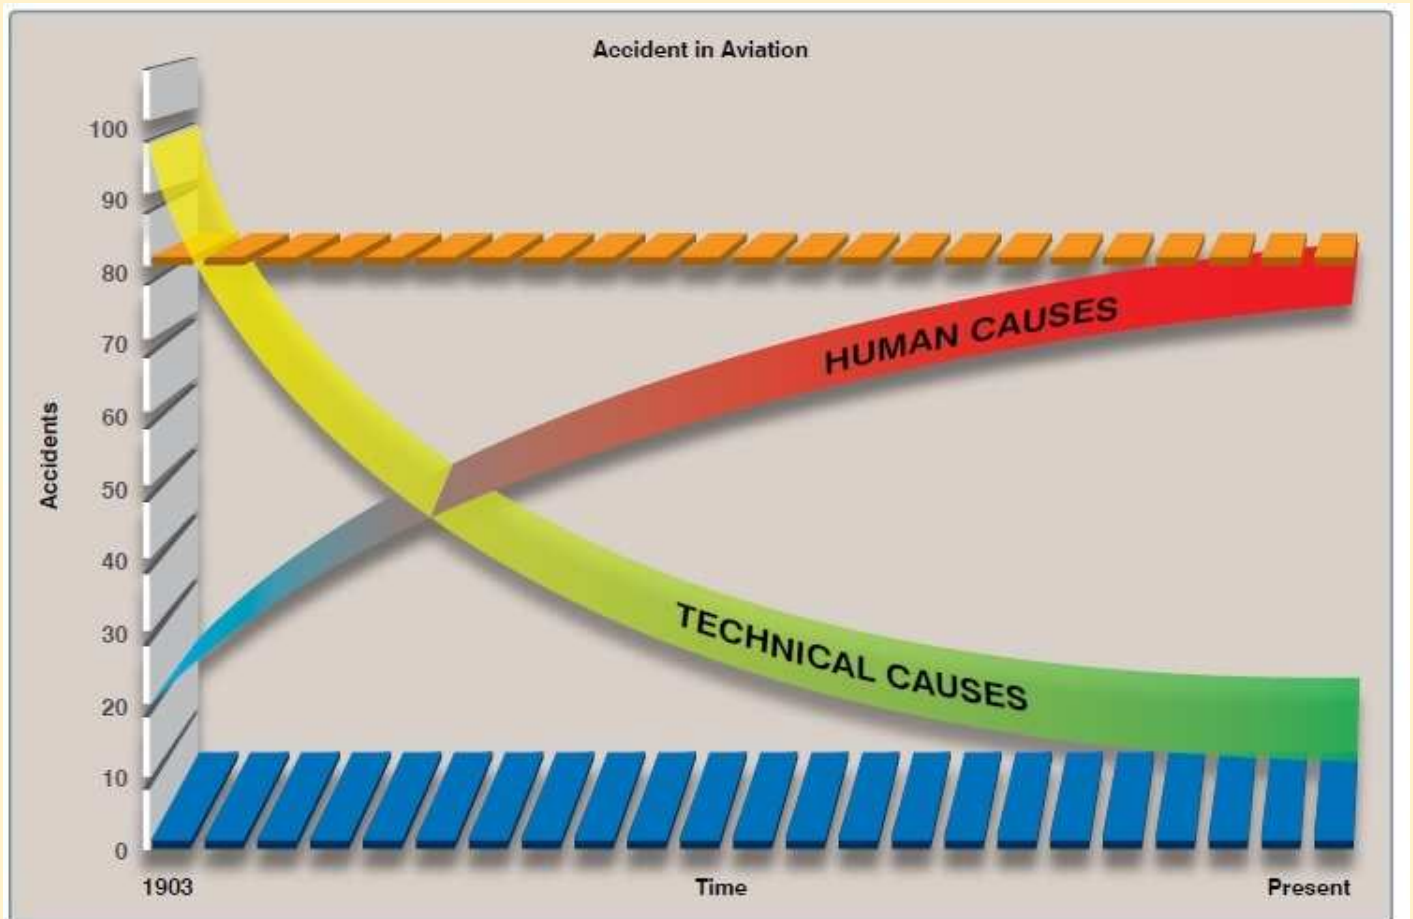 Accident in Aviation
100
90
80
70
60
50
40
30
20
10
0
Accidents
HUMAN CAUSES
TECHNICAL CAUSES
1903 Time Present